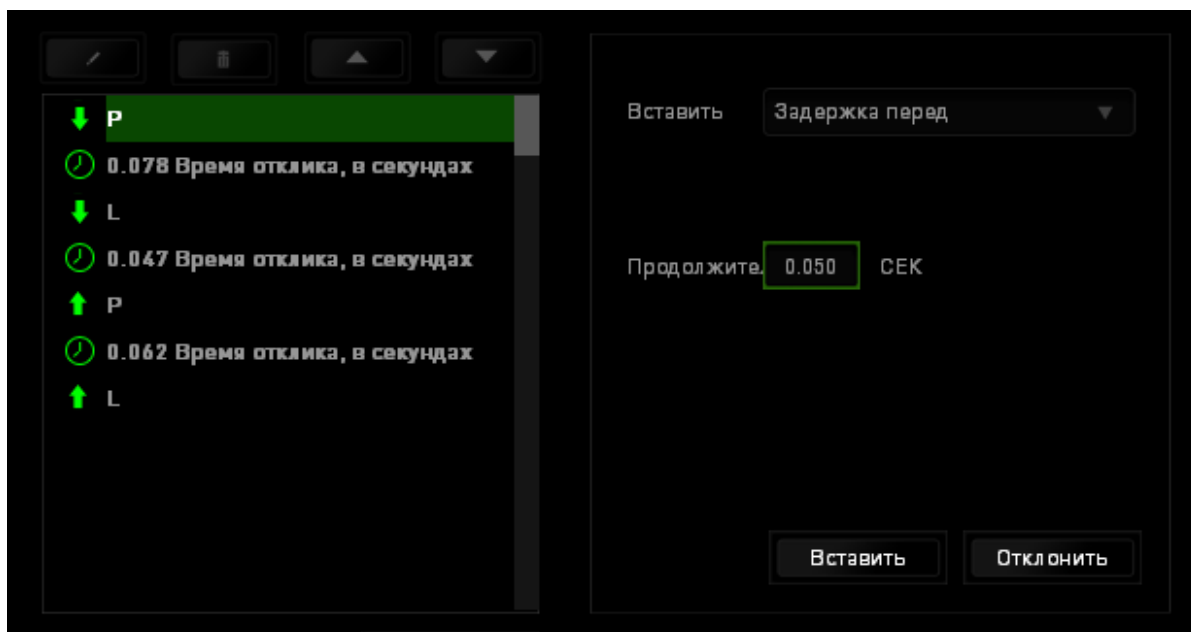 P
0.078 Время отклика, в секундах
L
0.047 Время отклика, в секундах
P
0.062 Время отклика, в секундах
L
Вставить Задержка перед
Продолжите 0.050 СЕК
Вставить Отклонить